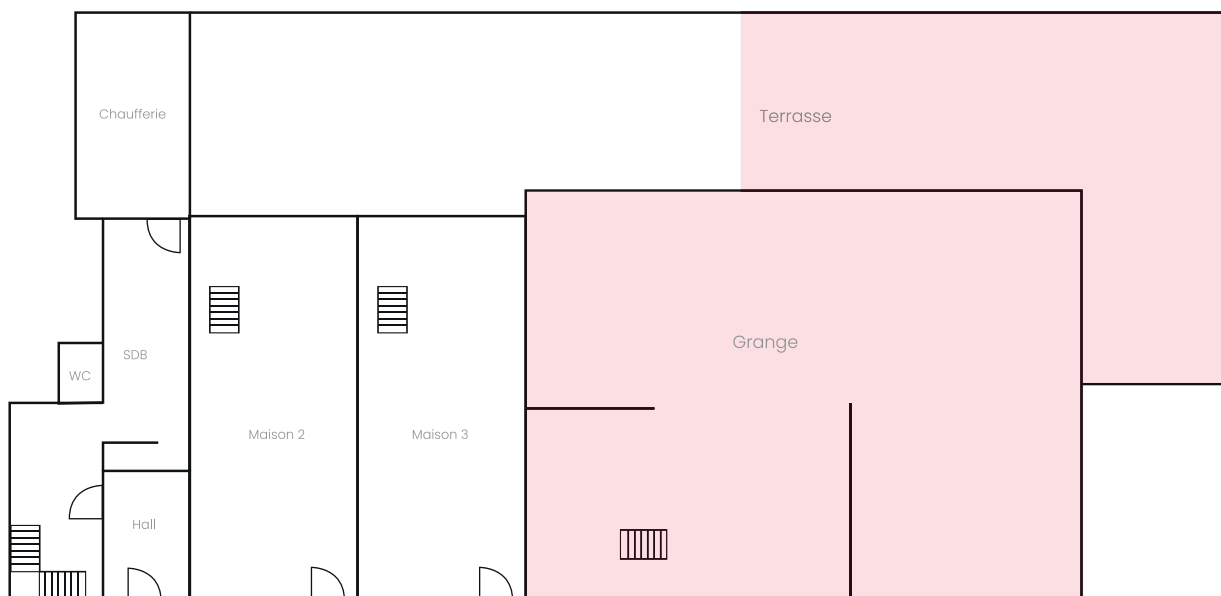 Chaufferie
Terrasse
Grange
SDB
WC
Maison 2
Maison 3
Hall